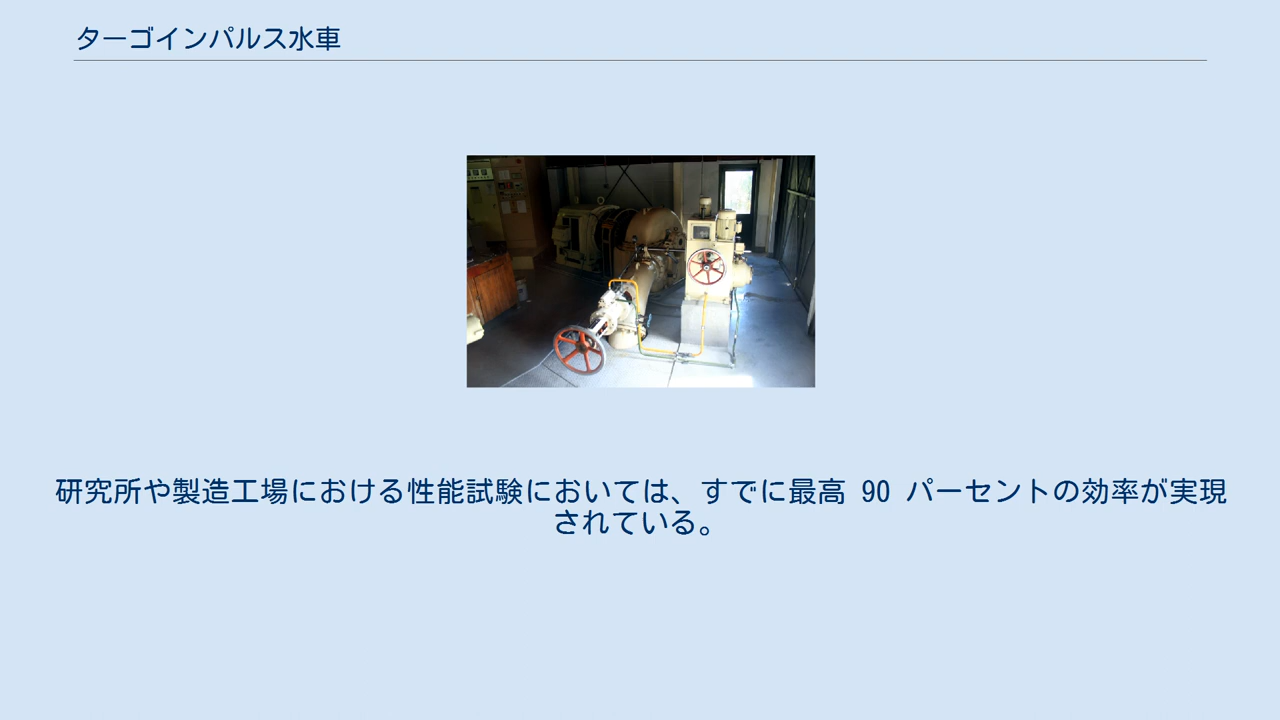 ターゴインパルス水車
研究所や製造工場における性能試験においては、すでに最高 90 パーセントの効率が実現
されている。